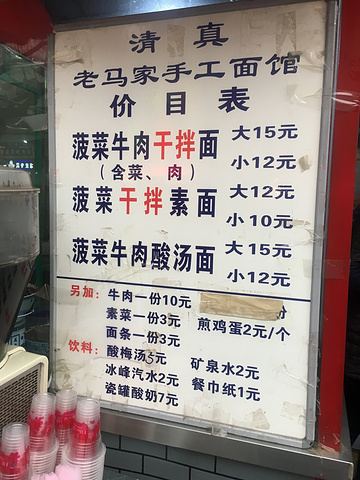 清真
老马家手工面馆
价目表
菠菜牛肉干拌面 大15元
（含菜、肉） 小12元
菠菜干拌素面 大12元
小10元
菠菜牛肉酸汤面 大15元
小12元
另加：牛肉一份10元 份
素菜一份3元 煎鸡蛋2元/个
面条一份3元
饮料：酸梅汤5元 矿泉水2元
冰峰汽水2元 餐巾纸1元
瓷罐酸奶7元